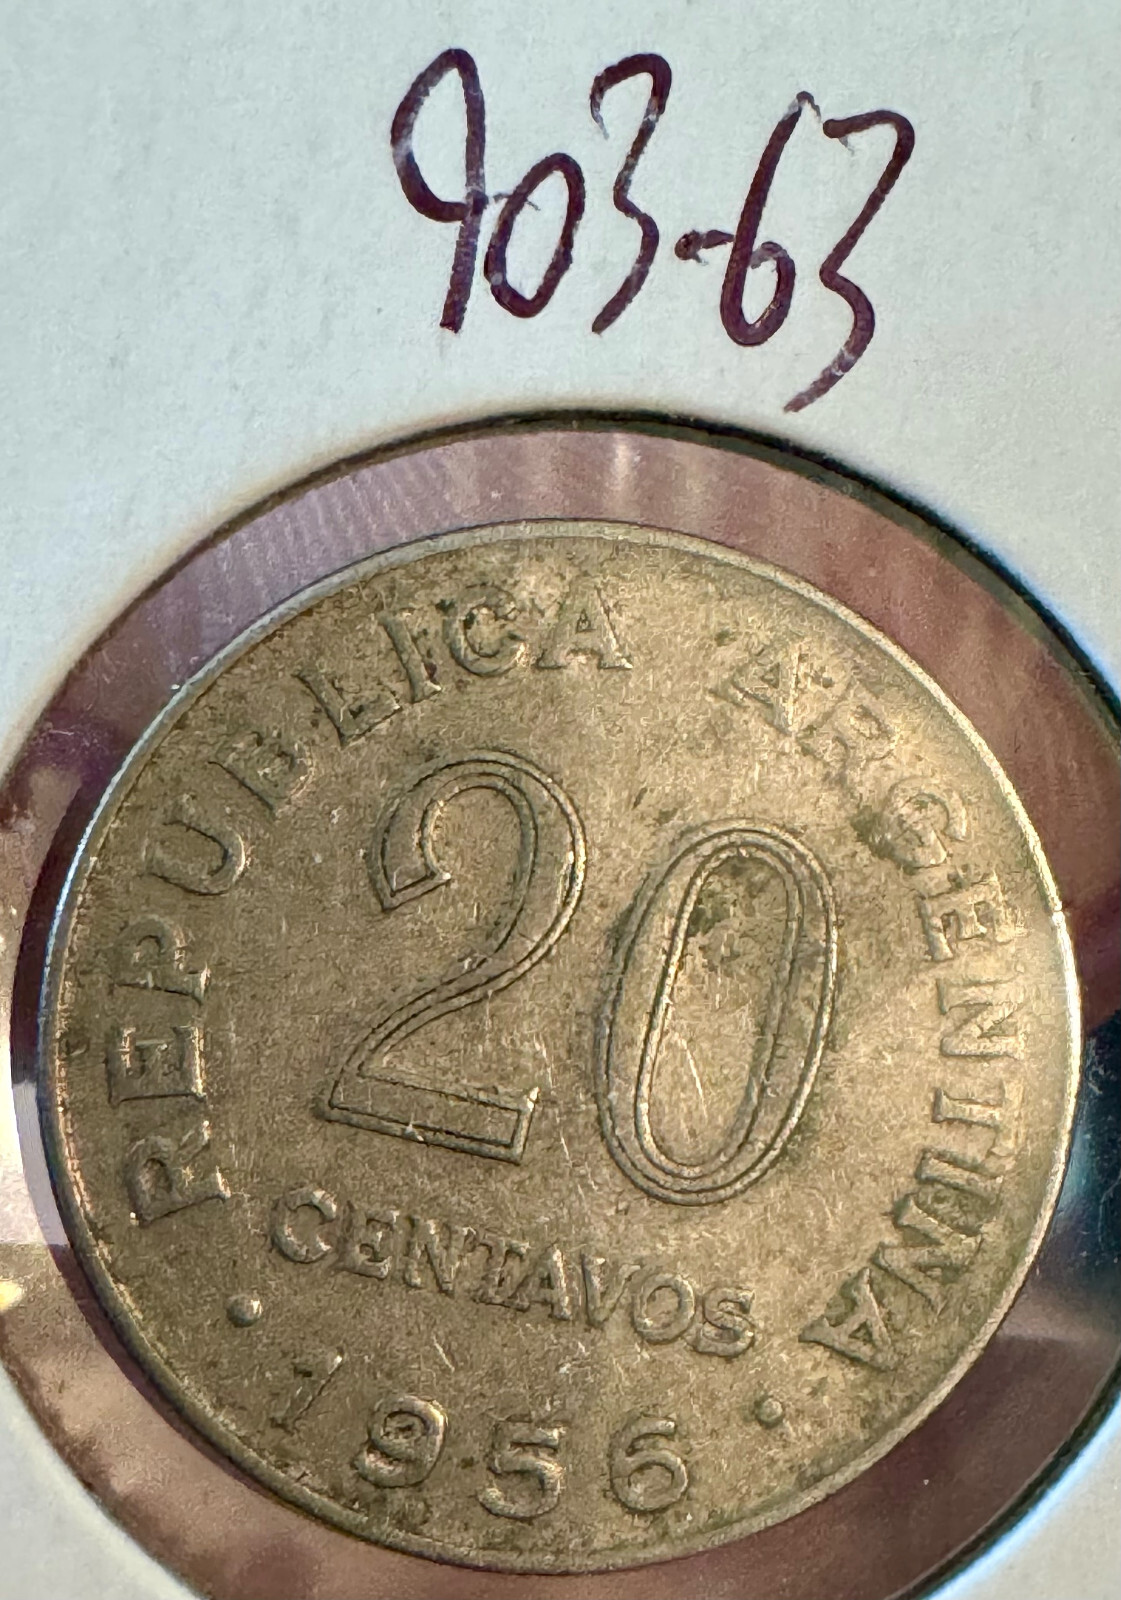 903-63
REPUBLICA ARGENTINA
20
CENTAVOS
• 1956 •